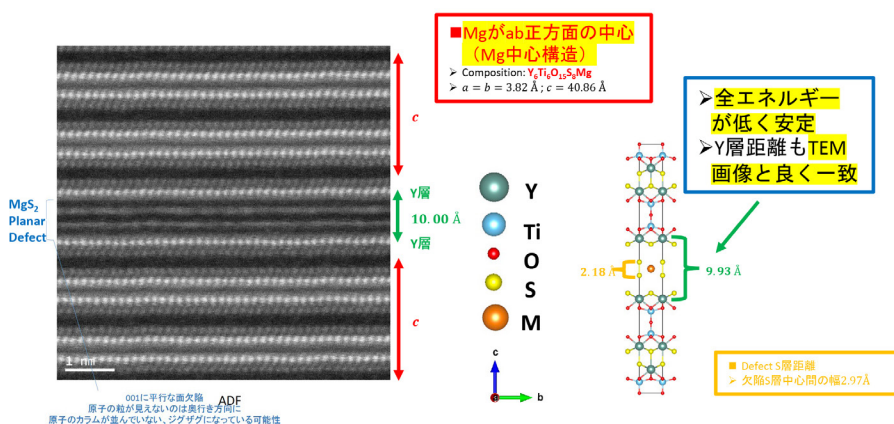 ■Mgがab正方面の中心
（Mg中心構造）
➢ Composition: Y₆Ti₆O₁₅S₈Mg
➢ a = b = 3.82 Å ; c = 40.86 Å
➢全エネルギー
が低く安定
➢Y層距離もTEM
画像と良く一致
c
Y層
MgS₂
Planar
Defect
10.00 Å
Y層
c
1 nm
ADF
001に平行な面欠陥
原子の粒が見えないのは奥行き方向に
原子のカラムが並んでいない、ジグザグになっている可能性
Y
Ti
O
S
M
c
a
b
2.18Å
9.93 Å
■ Defect S層距離
➢ 欠陥S層中心間の幅2.97Å